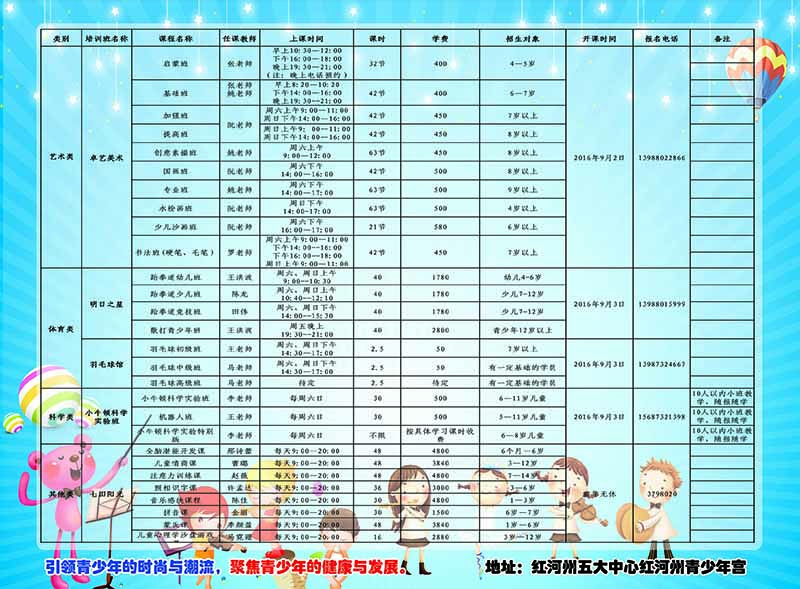 类别 培训班名称 课程名称 任课教师 上课时间 课时 学费 招生对象 开课时间 报名电话 备注
艺术类 卓艺美术 2016年9月2日 13988022866
启蒙班 张老师 早上10:30—12:00 32节 400 4—5岁
下午16:00—18:00
晚上19:30—21:00
(注: 晚上电话预约)
基础班 张老师 早上8:20—10:20 42节 400 6—7岁
姚老师 下午14:00—16:00
晚上19:30—21:00
加强班 阮老师 周六上午9:00—11:00 42节 450 7岁以上
周日下午14:00—16:00
提高班 周日上午9:00—11:00 42节 450 8岁以上
周日下午14:00—16:00
创意素描班 姚老师 周六上午 63节 450 8岁以上
9:00—12:00
国画班 阮老师 周六下午 42节 500 8岁以上
14:00—16:00
专业班 姚老师 周六下午 63节 500 9岁以上
14:00—17:00
水粉画班 阮老师 周日下午 63节 500 4岁以上
14:00—17:00
少儿沙画班 阮老师 周六下午 21节 580 6岁以上
16:00—17:00
书法班(硬笔、毛笔) 罗老师 周六上午9:00—11:00 42节 450 7岁以上
下午14:00—16:00
下午16:00—18:00
周日上午9:00—11:00
体育类 明日之星 2016年9月3日 13988015999
跆拳道幼儿班 王洪波 周六、周日上午 40 1780 幼儿4-6岁
9:00—10:30
跆拳道少儿班 陈龙 周六、周日上午 40 1780 少儿7-12岁
10:40—12:10
跆拳道竞技班 田伟 周六、周日下午 40 1780 少儿7-12岁
14:00—15:30
散打青少年班 王洪波 周五晚上 40 2800 青少年12岁以上
19:30—21:00
羽毛球馆 2016年9月3日 13987324667
羽毛球初级班 王老师 周六、周日下午 2.5 50 7岁以上
14:30—17:00
羽毛球中级班 马老师 周六、周日下午 2.5 50 有一定基础的学员
14:30—17:00
羽毛球高级班 马老师 待定 2.5 待定 有一定基础的学员
科学类 小牛顿科学实验班 2016年9月3日 15687321398
小牛顿科学实验班 李老师 每周六日 30 500 6—11岁儿童 10人以内小班教学、随报随学
机器人班 王老师 每周六日 30 500 5—11岁儿童 10人以内小班教学、随报随学
小牛顿科学实验特别版 李老师 每周六日 不限 按具体学习课时收费 6—8岁儿童 10人以内小班教学、随报随学
其他类 七田阳光 无休 3298020
全脑潜能开发课 每天9:00—20:00 48 4800 6个月—6岁
儿童情商课 曹璐 每天9:00—20:00 48 3840 3—12岁
注意力训练课 赵薇 每天9:00—20:00 48 4800 7—14岁
照相识字课 许孟达 每天9:00—20:00 3000 3—6岁
音乐感快课程 陈佳 每天9:00—20:00 30 4800 1—3岁
拼音课 金丽 每天9:00—20:00 30 1500 6岁—7岁
蒙氏课 李颜蓝 每天9:00—20:00 48 3840 1岁—6岁
儿童心理学沙盘游戏 马克娅 每天9:00—20:00 16 2880 3岁—12岁
引领青少年的时尚与潮流，聚焦青少年的健康与发展。 地址：红河州五大中心红河州青少年宫